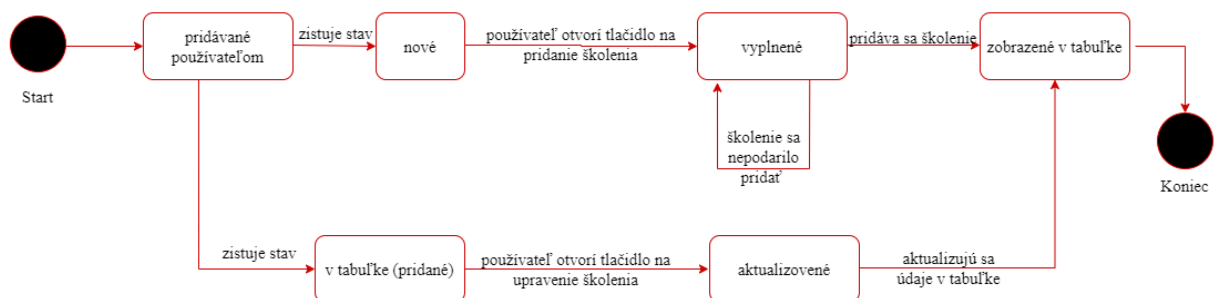 Start
pridávané
používateľom
zistuje stav
nové
používateľ otvorí tlačidlo na
pridanie školenia
vyplnené
pridáva sa školenie
zobrazené v tabuľke
školenie sa
nepodarilo
pridať
Koniec
zistuje stav
v tabuľke (pridané)
používateľ otvorí tlačidlo na
upravenie školenia
aktualizovené
aktualizujú sa
údaje v tabuľke